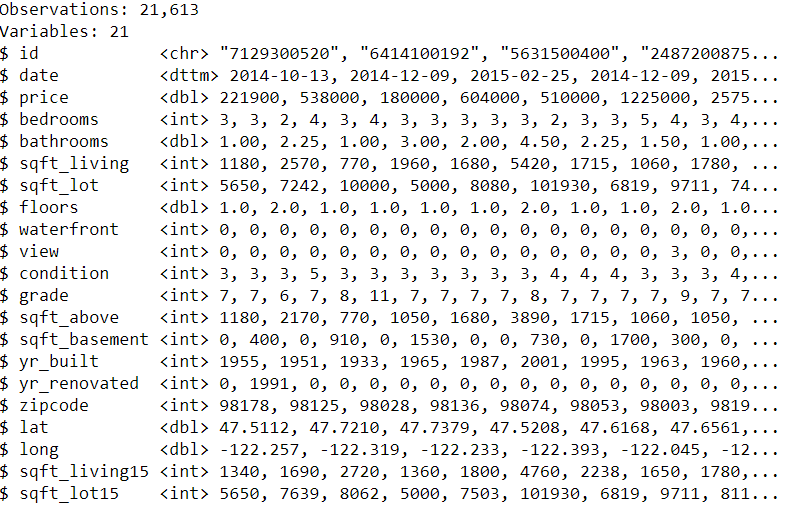 Observations: 21,613
Variables: 21
$ id            <chr> "7129300520", "6414100192", "5631500400", "2487200875...
$ date          <dttm> 2014-10-13, 2014-12-09, 2015-02-25, 2014-12-09, 2015...
$ price         <dbl> 221900, 538000, 180000, 604000, 510000, 1225000, 2575...
$ bedrooms      <int> 3, 3, 2, 4, 3, 4, 3, 3, 3, 3, 3, 2, 3, 3, 5, 4, 3, 4,...
$ bathrooms     <dbl> 1.00, 2.25, 1.00, 3.00, 2.00, 4.50, 2.25, 1.50, 1.00,...
$ sqft_living   <int> 1180, 2570, 770, 1960, 1680, 5420, 1715, 1060, 1780, ...
$ sqft_lot      <int> 5650, 7242, 10000, 5000, 8080, 101930, 6819, 9711, 74...
$ floors        <dbl> 1.0, 2.0, 1.0, 1.0, 1.0, 1.0, 2.0, 1.0, 1.0, 2.0, 1.0...
$ waterfront    <int> 0, 0, 0, 0, 0, 0, 0, 0, 0, 0, 0, 0, 0, 0, 0, 0, 0, 0,...
$ view          <int> 0, 0, 0, 0, 0, 0, 0, 0, 0, 0, 0, 0, 0, 0, 0, 3, 0, 0,...
$ condition     <int> 3, 3, 3, 5, 3, 3, 3, 3, 3, 3, 3, 4, 4, 4, 3, 3, 3, 4,...
$ grade         <int> 7, 7, 6, 7, 8, 11, 7, 7, 7, 7, 8, 7, 7, 7, 7, 9, 7, 7...
$ sqft_above    <int> 1180, 2170, 770, 1050, 1680, 3890, 1715, 1060, 1050, ...
$ sqft_basement <int> 0, 400, 0, 910, 0, 1530, 0, 0, 730, 0, 1700, 300, 0, ...
$ yr_built      <int> 1955, 1951, 1933, 1965, 1987, 2001, 1995, 1963, 1960,...
$ yr_renovated  <int> 0, 1991, 0, 0, 0, 0, 0, 0, 0, 0, 0, 0, 0, 0, 0, 0, 0,...
$ zipcode       <int> 98178, 98125, 98028, 98136, 98074, 98053, 98003, 9819...
$ lat           <dbl> 47.5112, 47.7210, 47.7379, 47.5208, 47.6168, 47.6561,...
$ long          <dbl> -122.257, -122.319, -122.233, -122.393, -122.045, -12...
$ sqft_living15 <int> 1340, 1690, 2720, 1360, 1800, 4760, 2238, 1650, 1780,...
$ sqft_lot15    <int> 5650, 7639, 8062, 5000, 7503, 101930, 6819, 9711, 811...